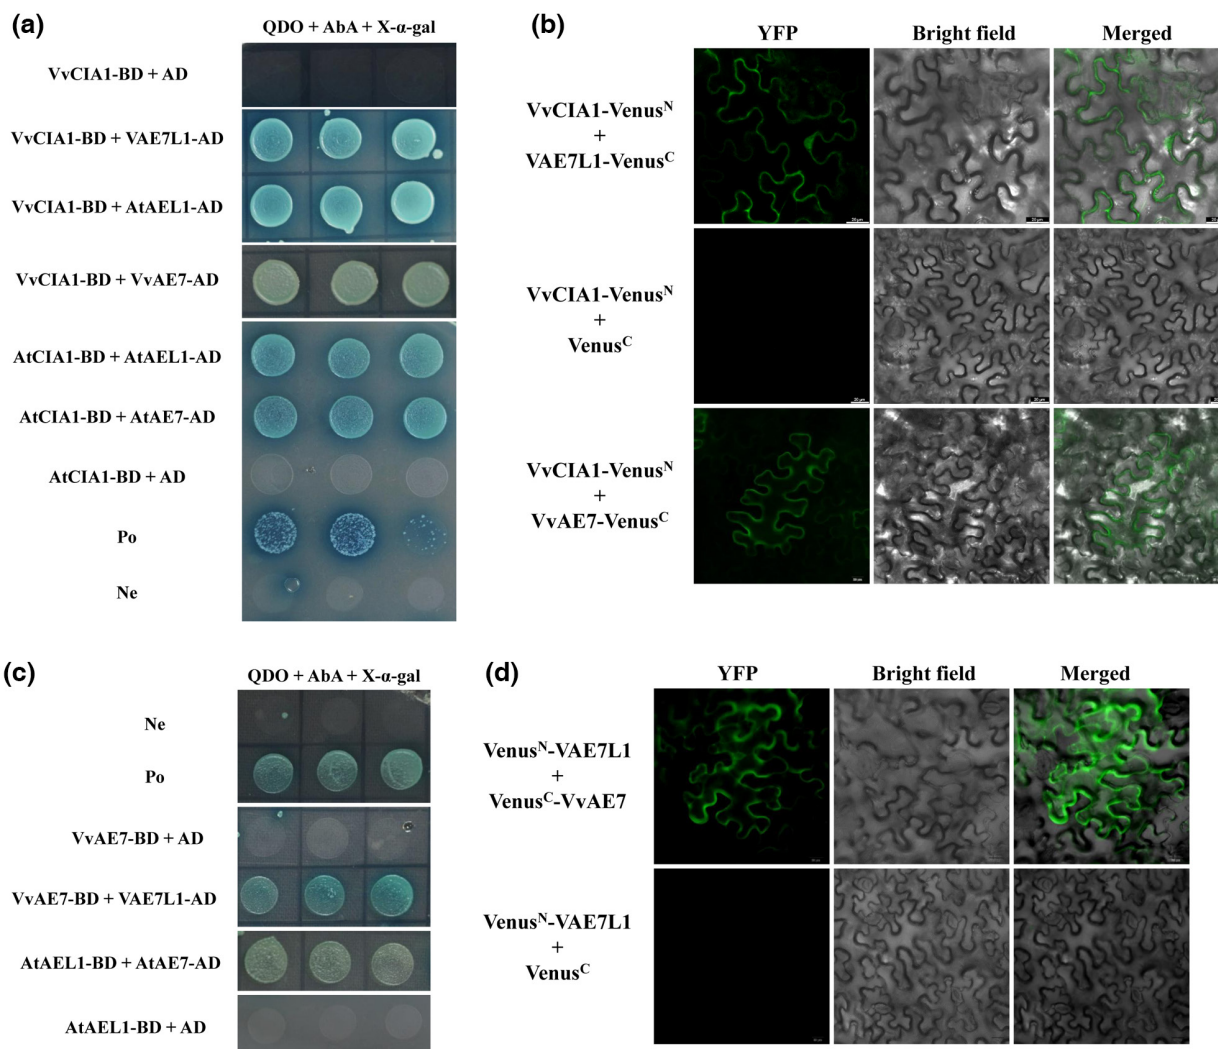 (a)
QDO + AbA + X-α-gal
VvCIA1-BD + AD
VvCIA1-BD + VAE7L1-AD
VvCIA1-BD + AtAEL1-AD
VvCIA1-BD + VvAE7-AD
AtCIA1-BD + AtAEL1-AD
AtCIA1-BD + AtAE7-AD
AtCIA1-BD + AD
Po
Ne
(b)
YFP Bright field Merged
VvCIA1-Venusᴺ
+
VAE7L1-Venusᶜ
VvCIA1-Venusᴺ
+
Venusᶜ
VvCIA1-Venusᴺ
+
VvAE7-Venusᶜ
(c)
QDO + AbA + X-α-gal
Ne
Po
VvAE7-BD + AD
VvAE7-BD + VAE7L1-AD
AtAEL1-BD + AtAE7-AD
AtAEL1-BD + AD
(d)
YFP Bright field Merged
Venusᴺ-VAE7L1
+
Venusᶜ-VvAE7
Venusᴺ-VAE7L1
+
Venusᶜ